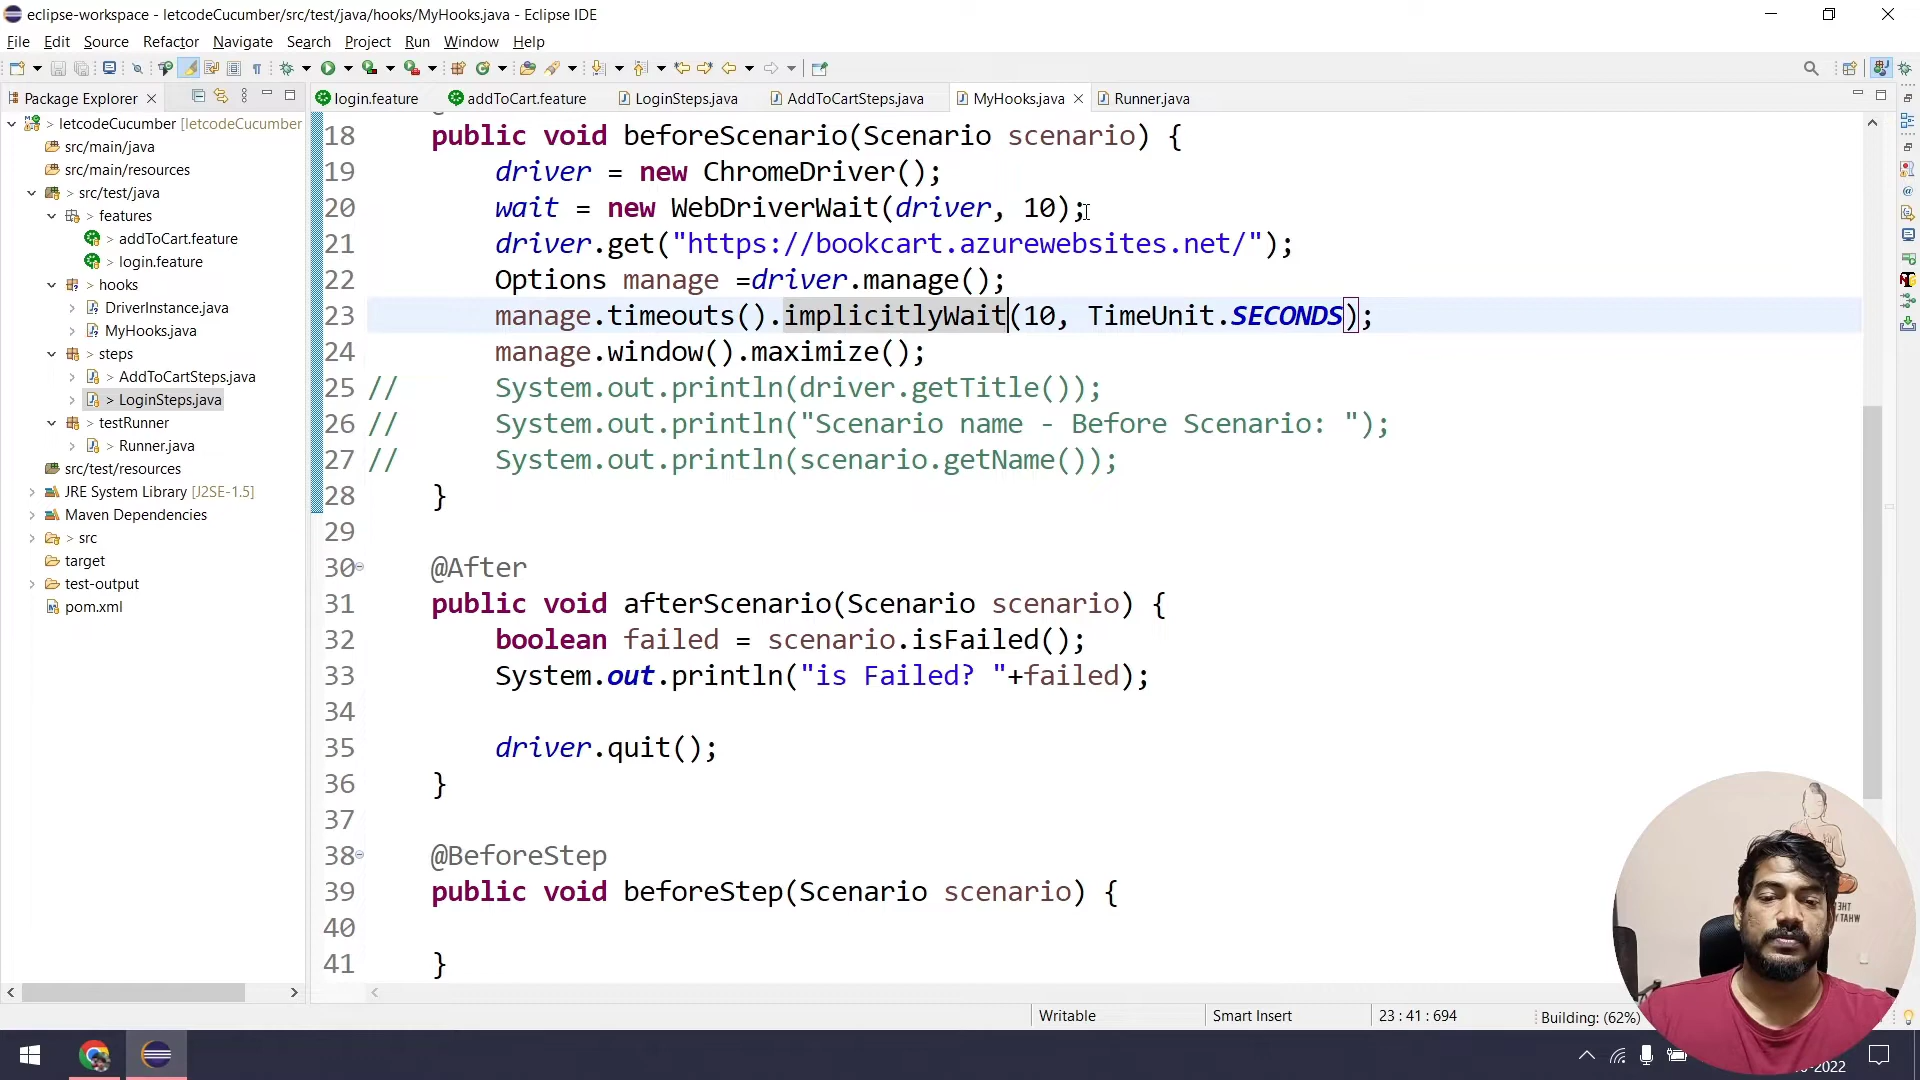 eclipse-workspace - letcodeCucumber/src/test/java/hooks/MyHooks.java - Eclipse IDE
File Edit Source Refactor Navigate Search Project Run Window Help
Package Explorer
login.feature addToCart.feature LoginSteps.java AddToCartSteps.java MyHooks.java Runner.java
> letcodeCucumber [letcodeCucumber
src/main/java
src/main/resources
> src/test/java
> features
> addToCart.feature
> login.feature
> hooks
> DriverInstance.java
> MyHooks.java
> steps
> AddToCartSteps.java
> LoginSteps.java
> testRunner
> Runner.java
src/test/resources
JRE System Library [J2SE-1.5]
Maven Dependencies
> src
target
test-output
pom.xml
18 public void beforeScenario(Scenario scenario) {
19 driver = new ChromeDriver();
20 wait = new WebDriverWait(driver, 10);
21 driver.get("https://bookcart.azurewebsites.net/");
22 Options manage =driver.manage();
23 manage.timeouts().implicitlyWait(10, TimeUnit.SECONDS);
24 manage.window().maximize();
25 // System.out.println(driver.getTitle());
26 // System.out.println("Scenario name - Before Scenario: ");
27 // System.out.println(scenario.getName());
28 }
29
30 @After
31 public void afterScenario(Scenario scenario) {
32 boolean failed = scenario.isFailed();
33 System.out.println("is Failed? "+failed);
34
35 driver.quit();
36 }
37
38 @BeforeStep
39 public void beforeStep(Scenario scenario) {
40
41 }
Writable Smart Insert 23 : 41 : 694 Building: (62%)